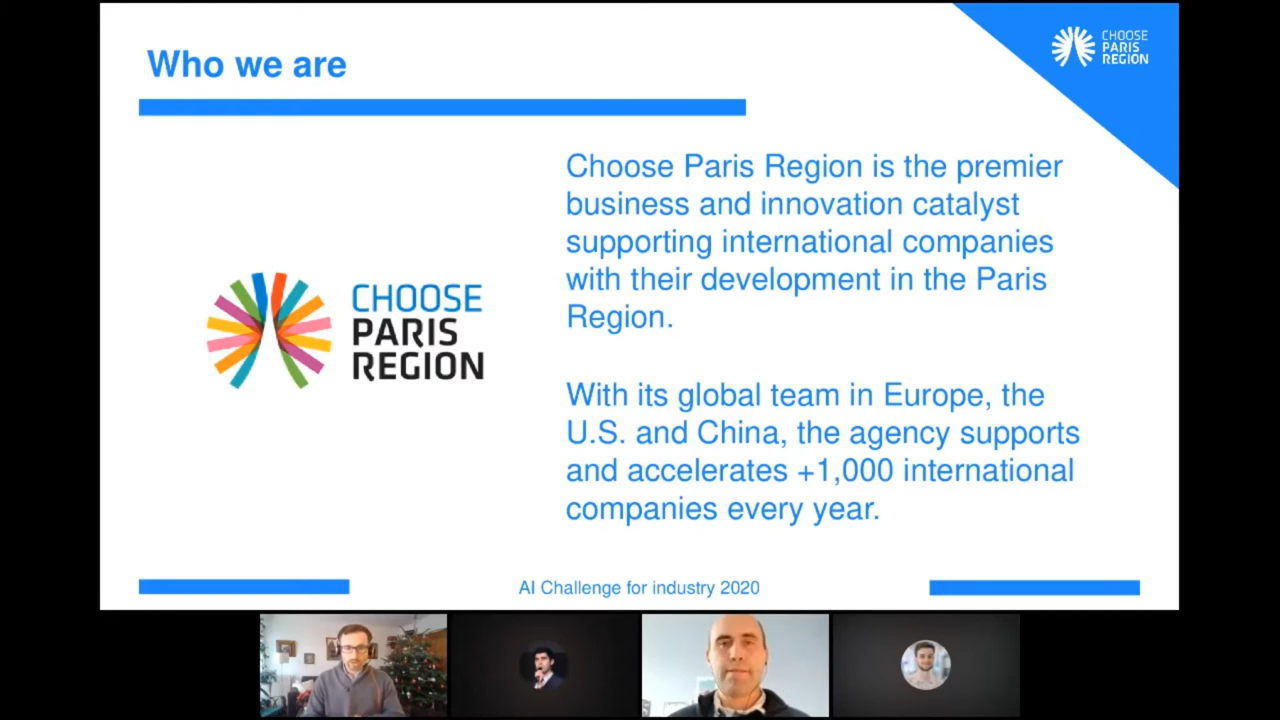 Who we are
CHOOSE
PARIS
REGION
Choose Paris Region is the premier
business and innovation catalyst
supporting international companies
with their development in the Paris
Region.
With its global team in Europe, the
U.S. and China, the agency supports
and accelerates +1,000 international
companies every year.
CHOOSE
PARIS
REGION
AI Challenge for industry 2020